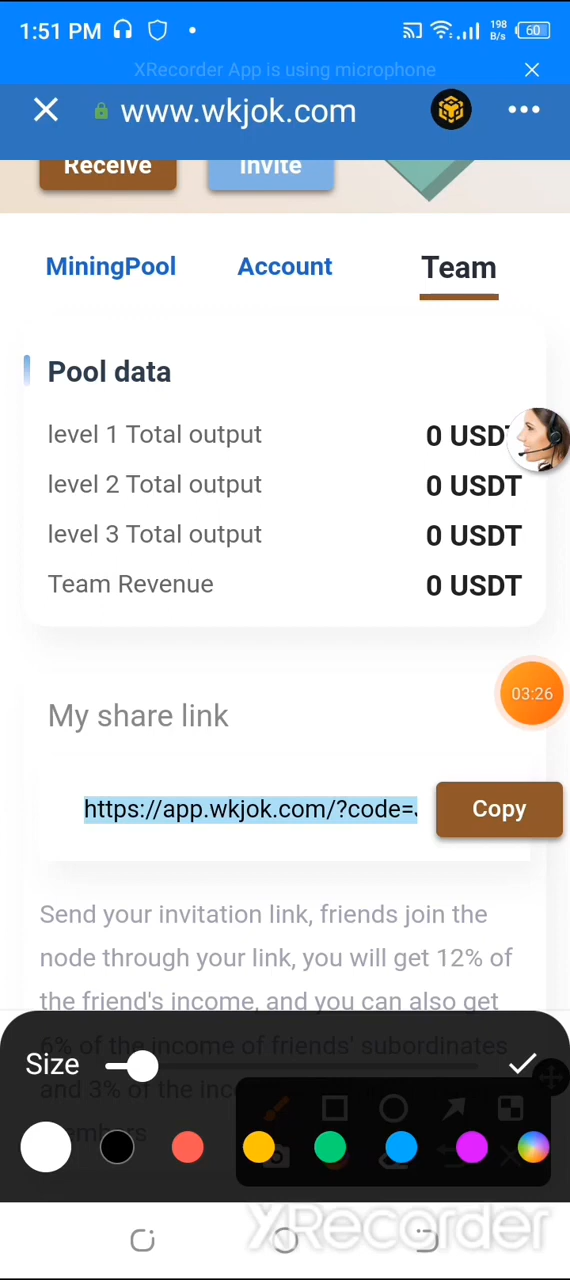 1:51 PM
198
B/s
60
XRecorder App is using microphone
www.wkjok.com
Receive
Invite
MiningPool
Account
Team
Pool data
level 1 Total output
0 USDT
level 2 Total output
0 USDT
level 3 Total output
0 USDT
Team Revenue
0 USDT
03:26
My share link
https://app.wkjok.com/?code=
Copy
Send your invitation link, friends join the
node through your link, you will get 12% of
the friend's income, and you can also get
6% of the income of friends' subordinates
Size
and 3% of the
XRecorder